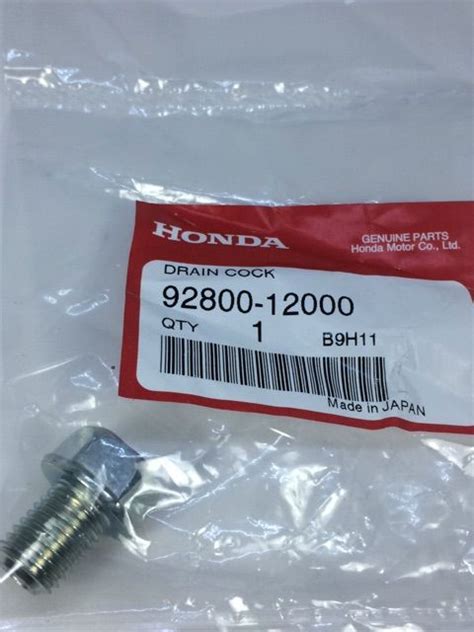 HONDA
GENUINE PARTS
Honda Motor Co., Ltd.
DRAIN COCK
92800-12000
QTY 1 B9H11
Made in JAPAN